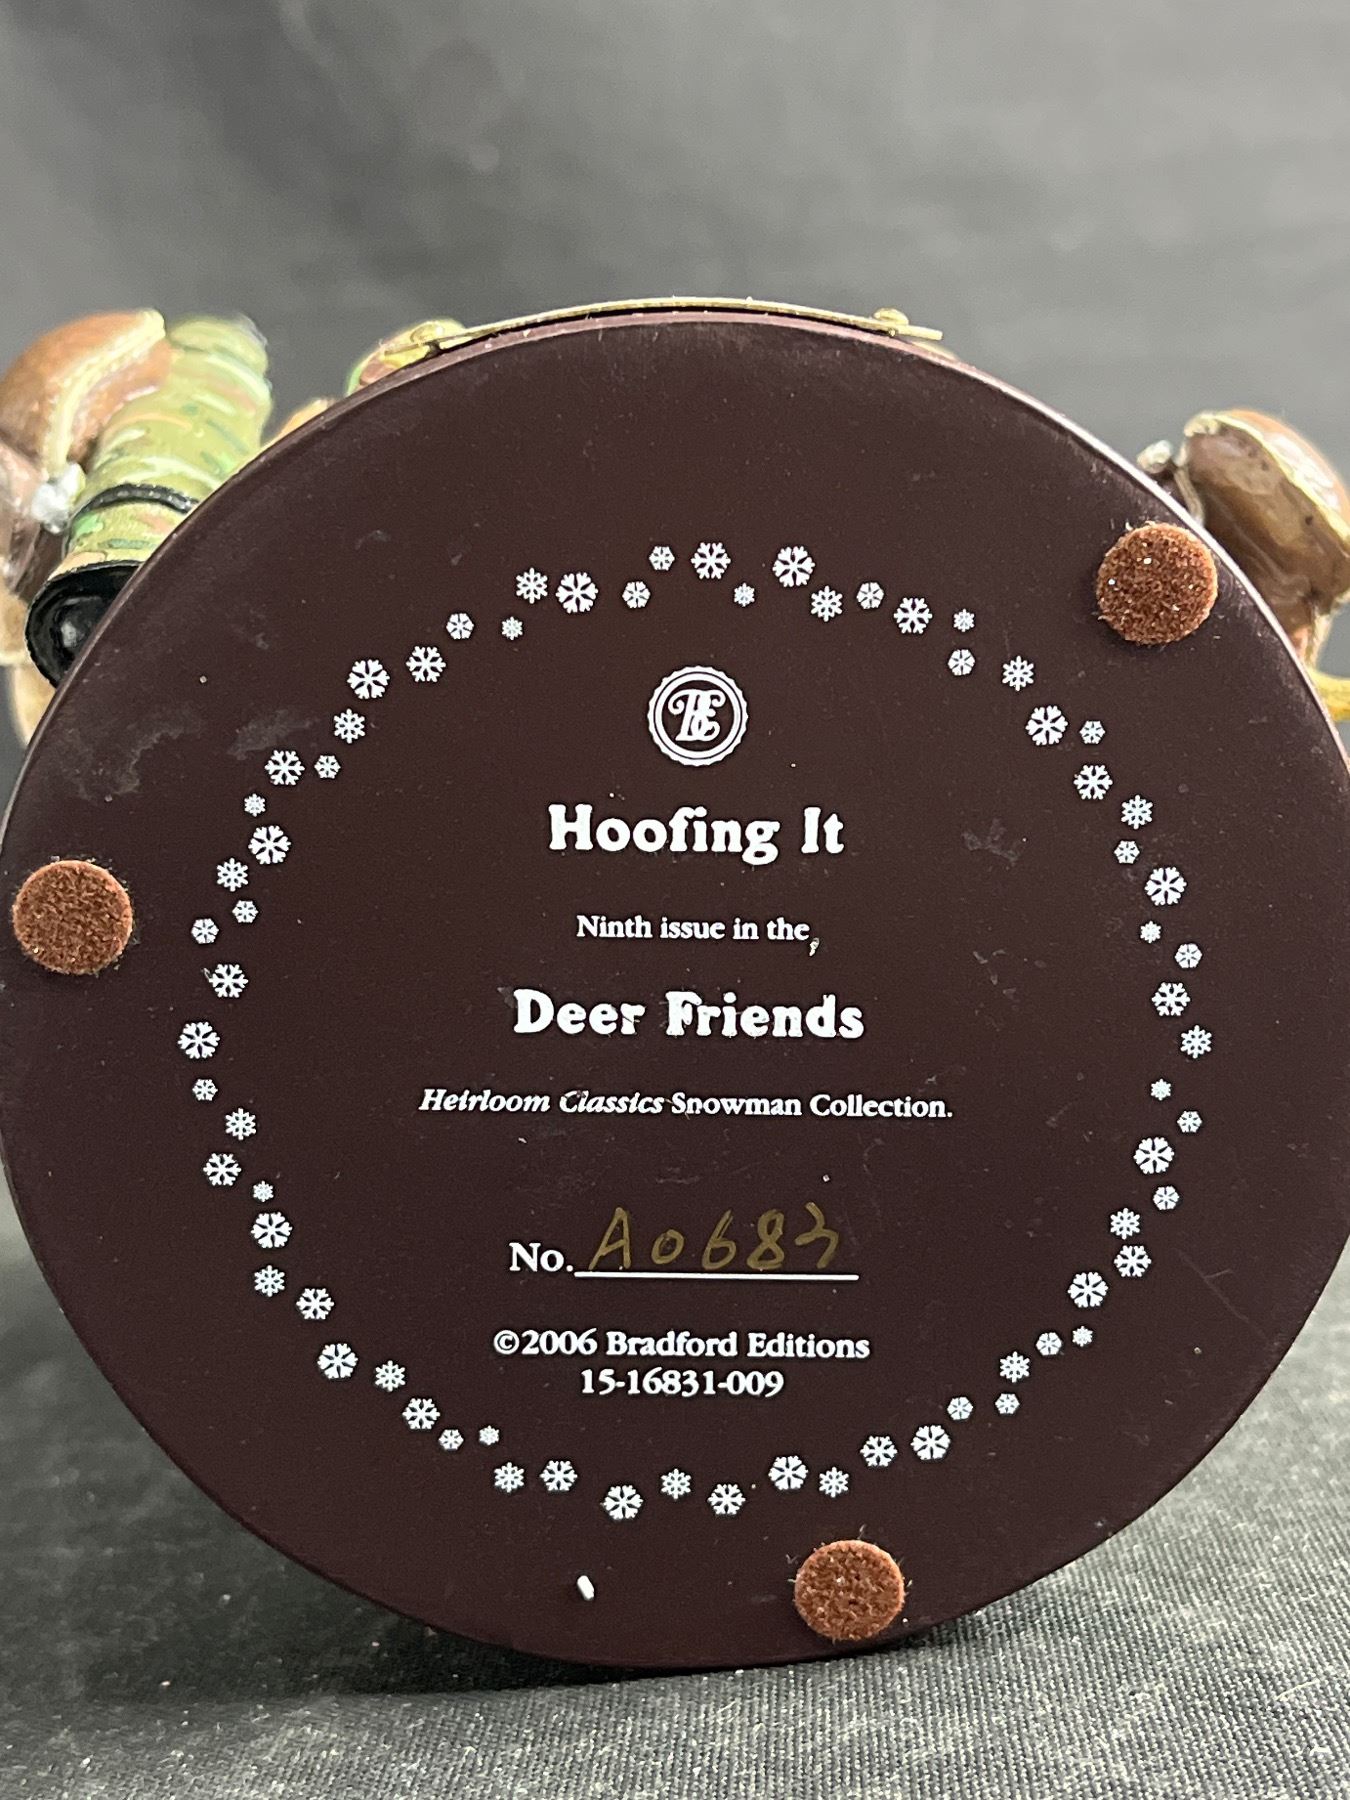 BE
Hoofing It
Ninth issue in the
Deer Friends
Heirloom Classics Snowman Collection.
No. A0683
©2006 Bradford Editions
15-16831-009